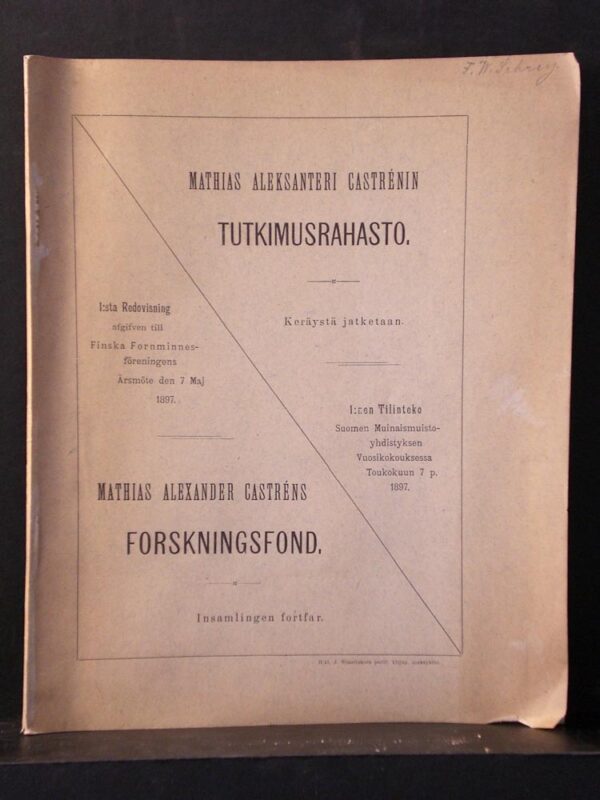 F. W.
MATHIAS ALEKSANTERI CASTRÉNIN
TUTKIMUSRAHASTO.
Keräystä jatketaan.
I:nen Tilinteko
Suomen Muinaismuisto-
yhdistyksen
Vuosikokouksessa
Toukokuun 7 p.
1897.
I:sta Redovisning
afgifven till
Finska Fornminnes-
föreningens
Årsmöte den 7 Maj
1897.
MATHIAS ALEXANDER CASTRÉNS
FORSKNINGSFOND.
Insamlingen fortfar.
J.